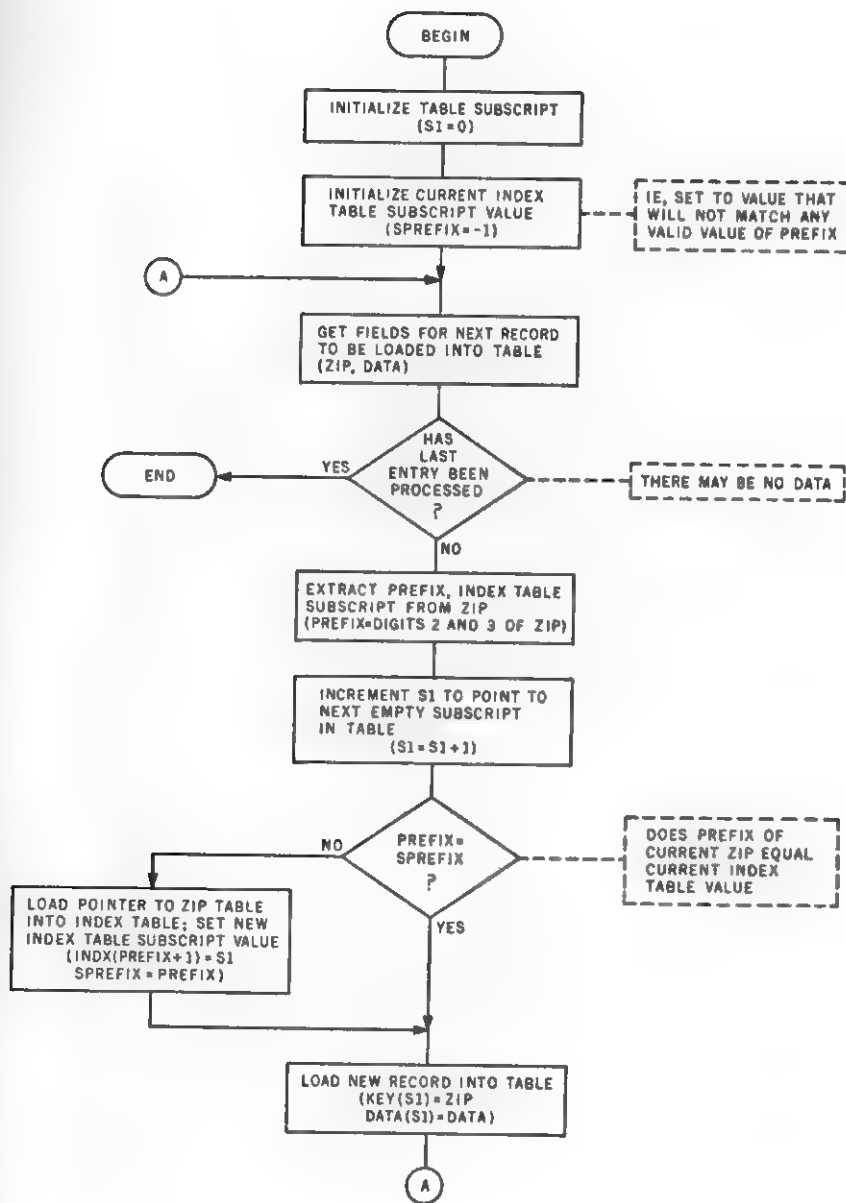 BEGIN
INITIALIZE TABLE SUBSCRIPT
(S1=0)
INITIALIZE CURRENT INDEX
TABLE SUBSCRIPT VALUE
(SPREFIX=-1)
IE, SET TO VALUE THAT
WILL NOT MATCH ANY
VALID VALUE OF PREFIX
A
GET FIELDS FOR NEXT RECORD
TO BE LOADED INTO TABLE
(ZIP, DATA)
HAS
LAST
ENTRY BEEN
PROCESSED
?
YES
END
THERE MAY BE NO DATA
NO
EXTRACT PREFIX, INDEX TABLE
SUBSCRIPT FROM ZIP
(PREFIX=DIGITS 2 AND 3 OF ZIP)
INCREMENT S1 TO POINT TO
NEXT EMPTY SUBSCRIPT
IN TABLE
(S1=S1+1)
PREFIX=
SPREFIX
?
NO
DOES PREFIX OF
CURRENT ZIP EQUAL
CURRENT INDEX
TABLE VALUE
LOAD POINTER TO ZIP TABLE
INTO INDEX TABLE; SET NEW
INDEX TABLE SUBSCRIPT VALUE
(INDX(PREFIX+1)=S1
SPREFIX=PREFIX)
YES
LOAD NEW RECORD INTO TABLE
(KEY(S1)=ZIP
DATA(S1)=DATA)
A